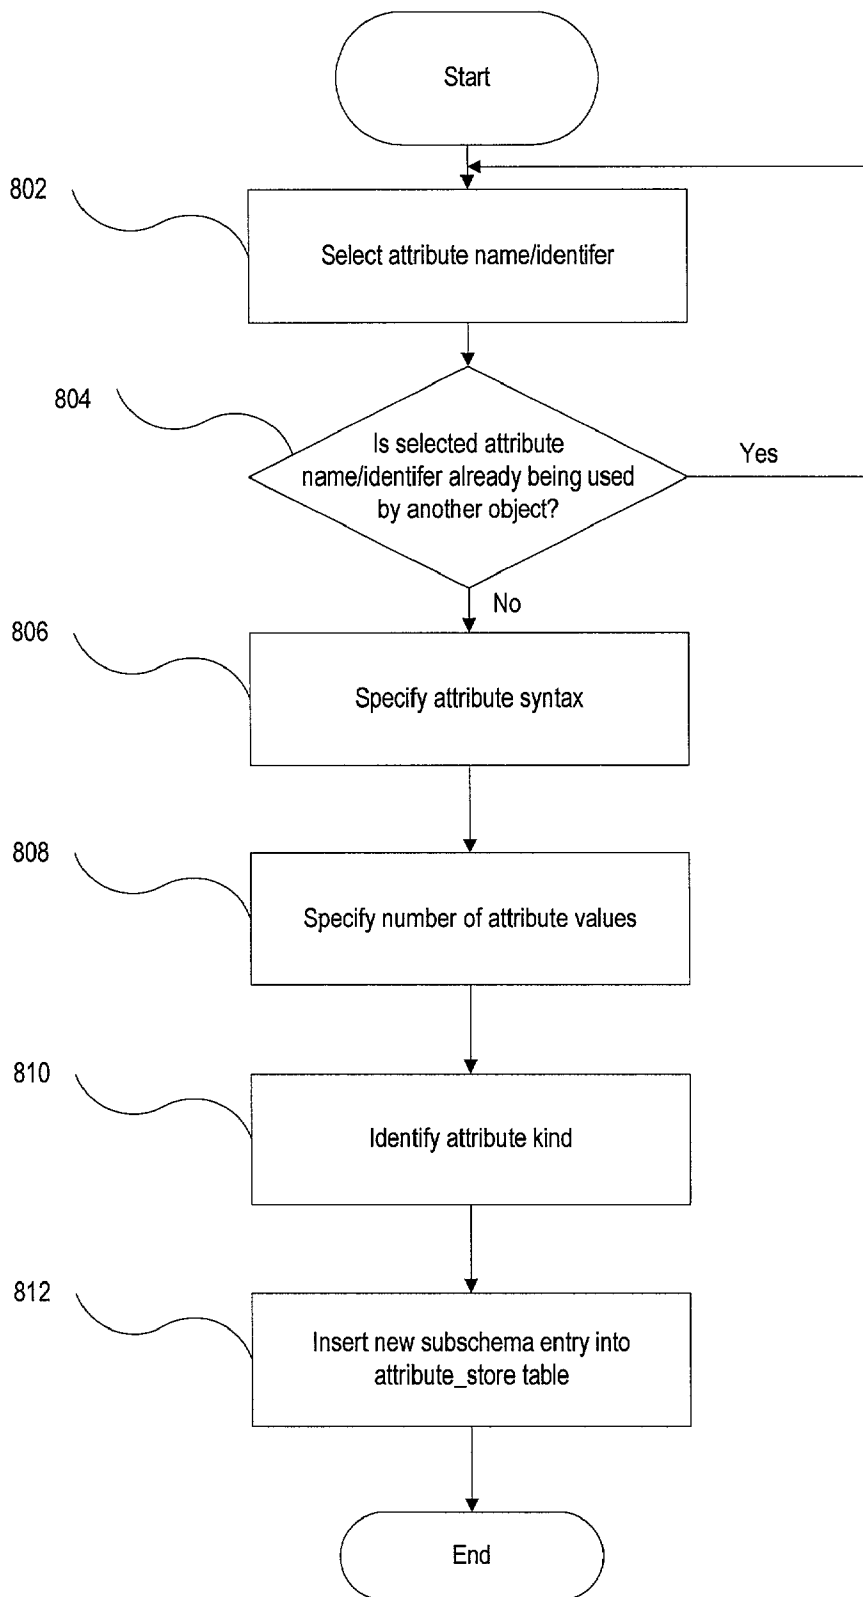 Start
802
Select attribute name/identifer
804
Is selected attribute
name/identifer already being used
by another object?
Yes
No
806
Specify attribute syntax
808
Specify number of attribute values
810
Identify attribute kind
812
Insert new subschema entry into
attribute_store table
End